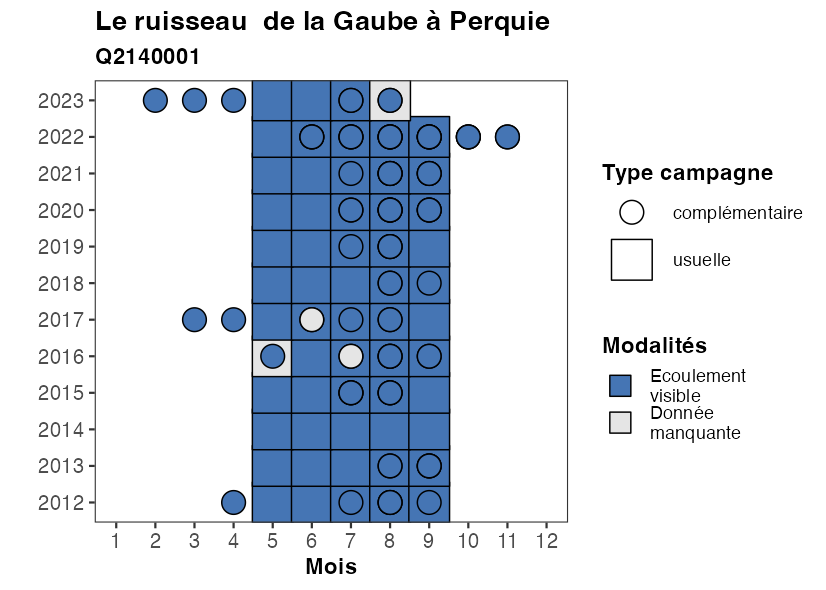 Le ruisseau  de la Gaube à Perquie
Q2140001
2023
2022
2021
2020
2019
2018
2017
2016
2015
2014
2013
2012
1 2 3 4 5 6 7 8 9 10 11 12
Mois
Type campagne
complémentaire
usuelle
Modalités
Ecoulement
visible
Donnée
manquante